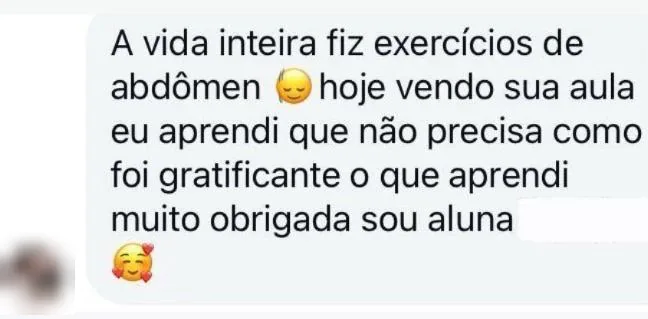 A vida inteira fiz exercícios de
abdômen 😓 hoje vendo sua aula
eu aprendi que não precisa como
foi gratificante o que aprendi
muito obrigada sou aluna
🥰